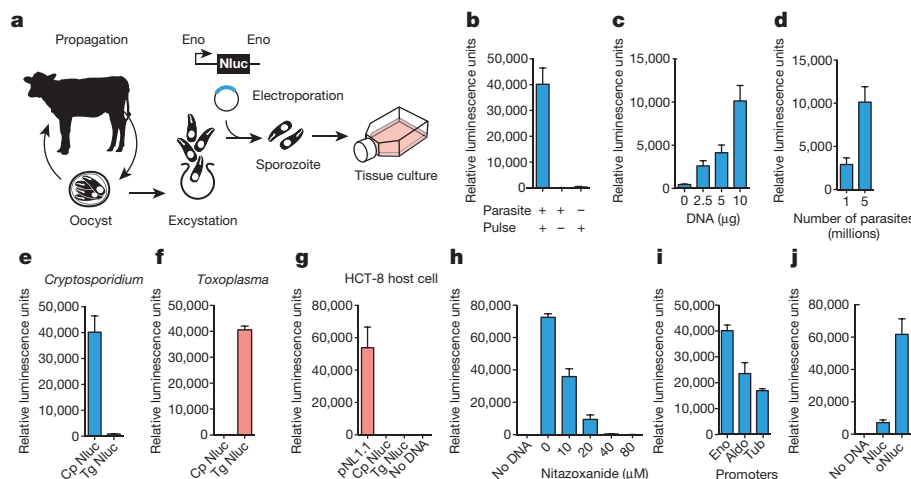 a
Propagation
Eno
Eno
Nluc
Electroporation
Sporozoite
Tissue culture
Oocyst
Excystation
b
Relative luminescence units
50,000
40,000
30,000
20,000
10,000
0
Parasite + + –
Pulse + – +
c
Relative luminescence units
15,000
10,000
5,000
0
0 2.5 5 10
DNA (µg)
d
Relative luminescence units
15,000
10,000
5,000
0
1 5
Number of parasites
(millions)
e
Cryptosporidium
Relative luminescence units
50,000
40,000
30,000
20,000
10,000
0
Cp Nluc
Tg Nluc
f
Toxoplasma
Relative luminescence units
50,000
40,000
30,000
20,000
10,000
0
Cp Nluc
Tg Nluc
g
HCT-8 host cell
Relative luminescence units
80,000
60,000
40,000
20,000
0
pNL1.1
Cp Nluc
Tg Nluc
No DNA
h
Relative luminescence units
80,000
60,000
40,000
20,000
0
No DNA
0
10
20
40
80
Nitazoxanide (µM)
i
Relative luminescence units
50,000
40,000
30,000
20,000
10,000
0
Eno
Aldo
Tub
Promoters
j
Relative luminescence units
80,000
60,000
40,000
20,000
0
No DNA
Nluc
oNluc